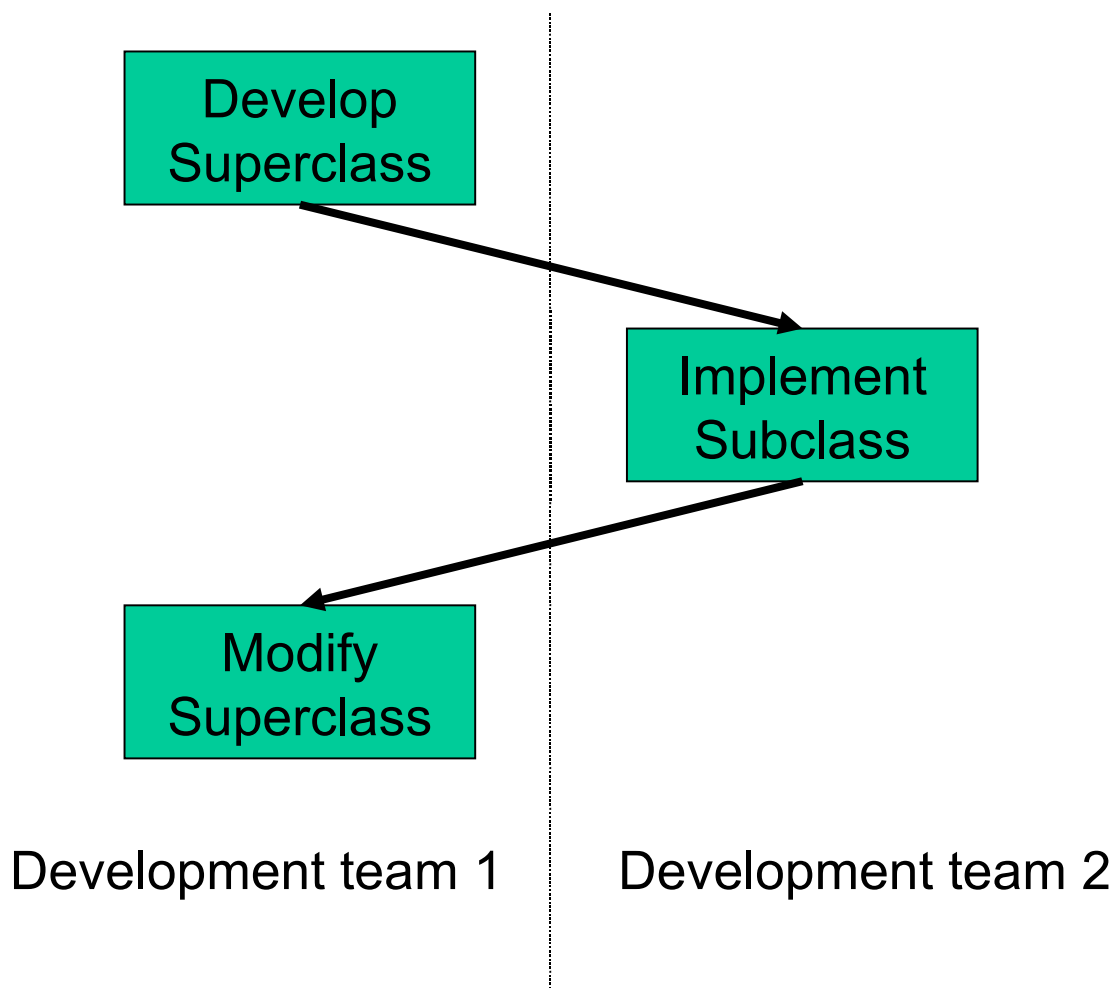 Develop
Superclass
Implement
Subclass
Modify
Superclass
Development team 1
Development team 2